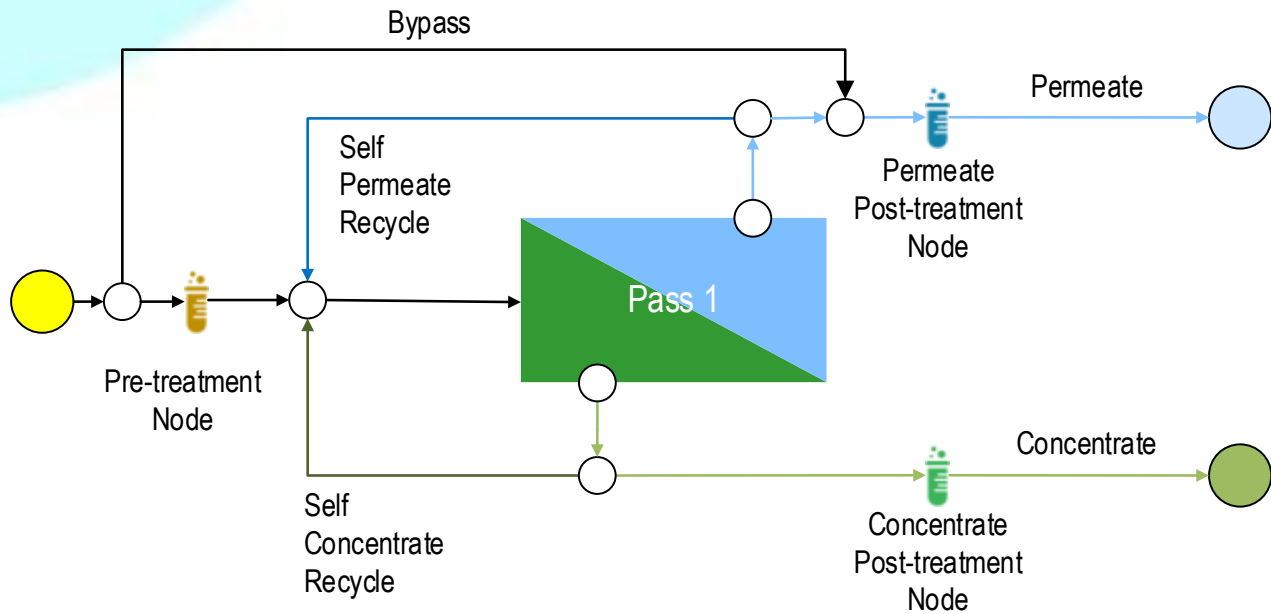 Bypass
Permeate
Self
Permeate
Recycle
Permeate
Post-treatment
Node
Pass 1
Pre-treatment
Node
Concentrate
Self
Concentrate
Recycle
Concentrate
Post-treatment
Node